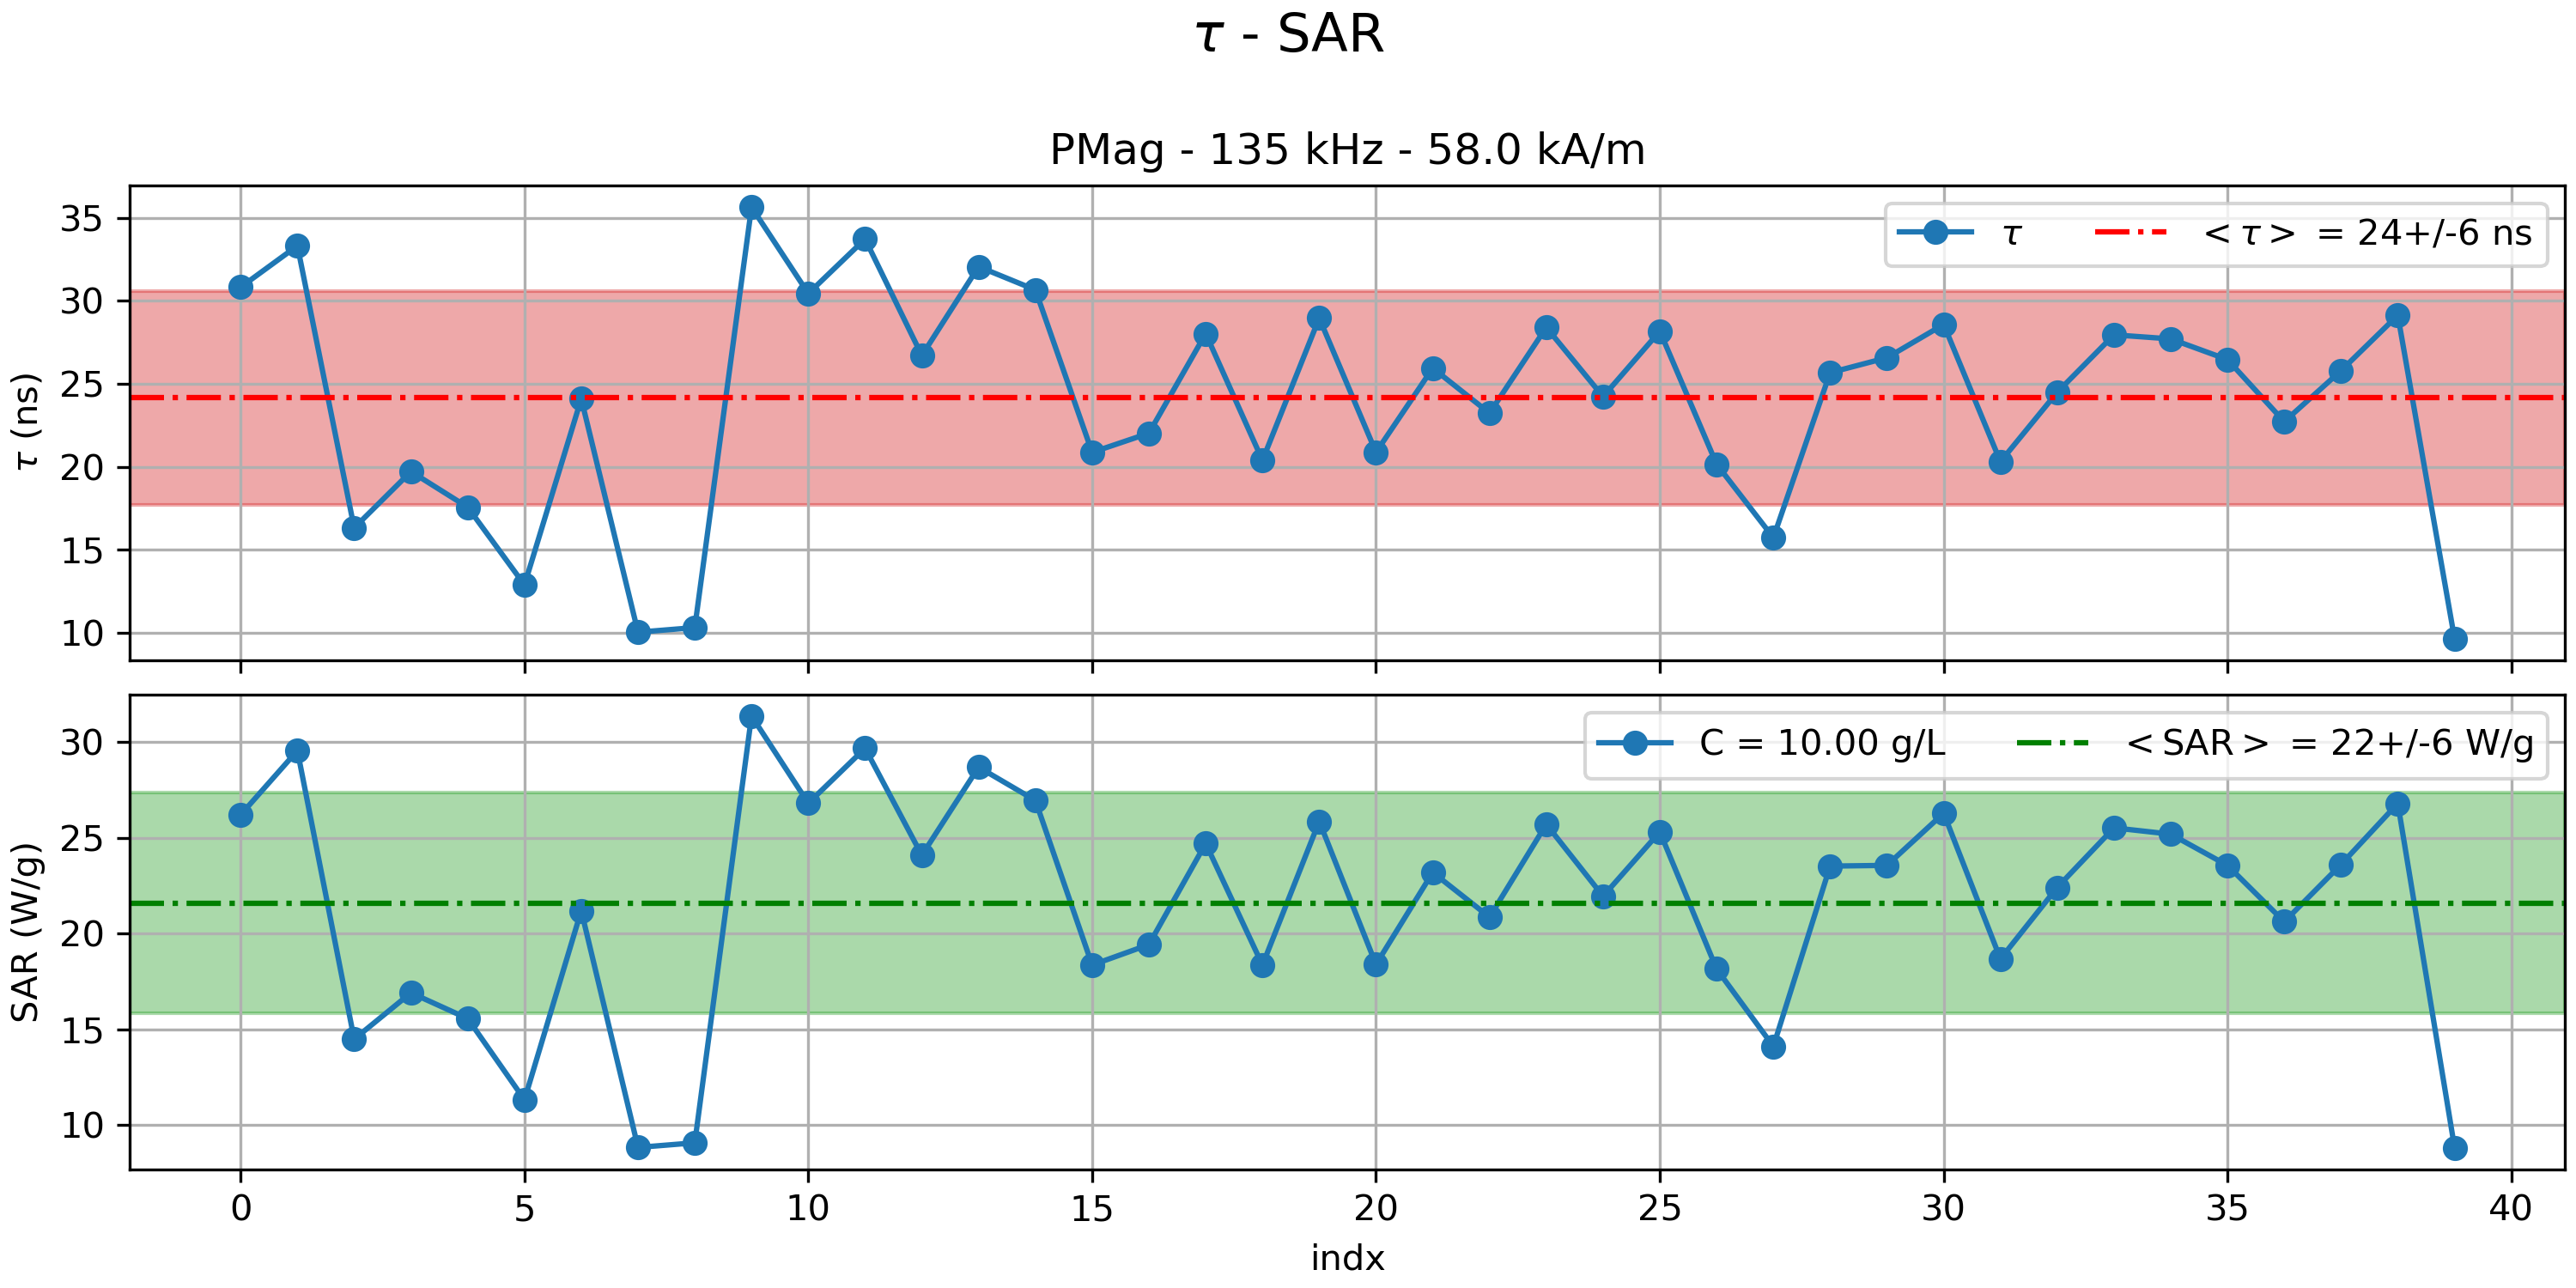 τ - SAR
PMag - 135 kHz - 58.0 kA/m
35
30
25
20
15
10
τ (ns)
τ
<τ> = 24+/-6 ns
30
25
20
15
10
SAR (W/g)
C = 10.00 g/L
<SAR> = 22+/-6 W/g
0 5 10 15 20 25 30 35 40
indx